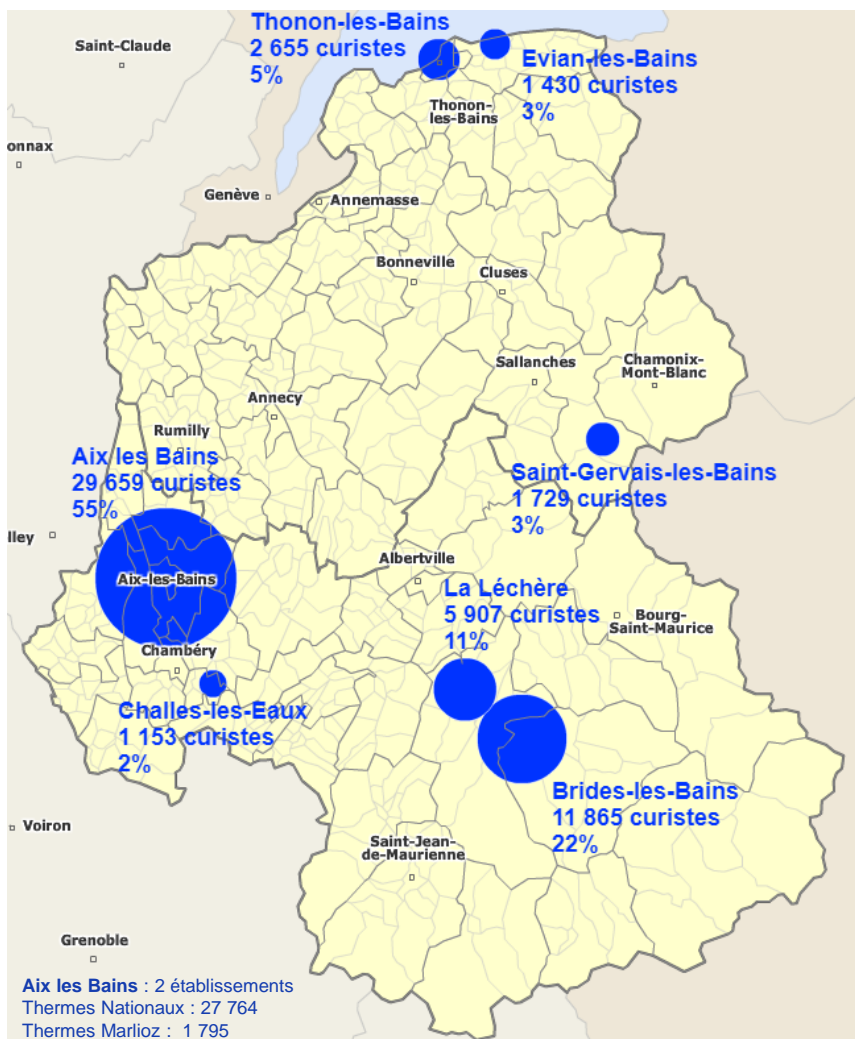 Thonon-les-Bains
2 655 curistes
5%
Saint-Claude
Evian-les-Bains
1 430 curistes
3%
Thonon-
les-Bains
onnax
Genève
Annemasse
Bonneville
Cluses
Sallanches
Chamonix-
Mont-Blanc
Annecy
Rumilly
Aix les Bains
29 659 curistes
55%
Saint-Gervais-les-Bains
1 729 curistes
3%
lley
Albertville
Aix-les-Bains
La Léchère
5 907 curistes
11%
Bourg-
Saint-Maurice
Chambéry
Challes-les-Eaux
1 153 curistes
2%
Brides-les-Bains
11 865 curistes
22%
Voiron
Saint-Jean-
de-Maurienne
Grenoble
Aix les Bains : 2 établissements
Thermes Nationaux : 27 764
Thermes Marlioz : 1 795